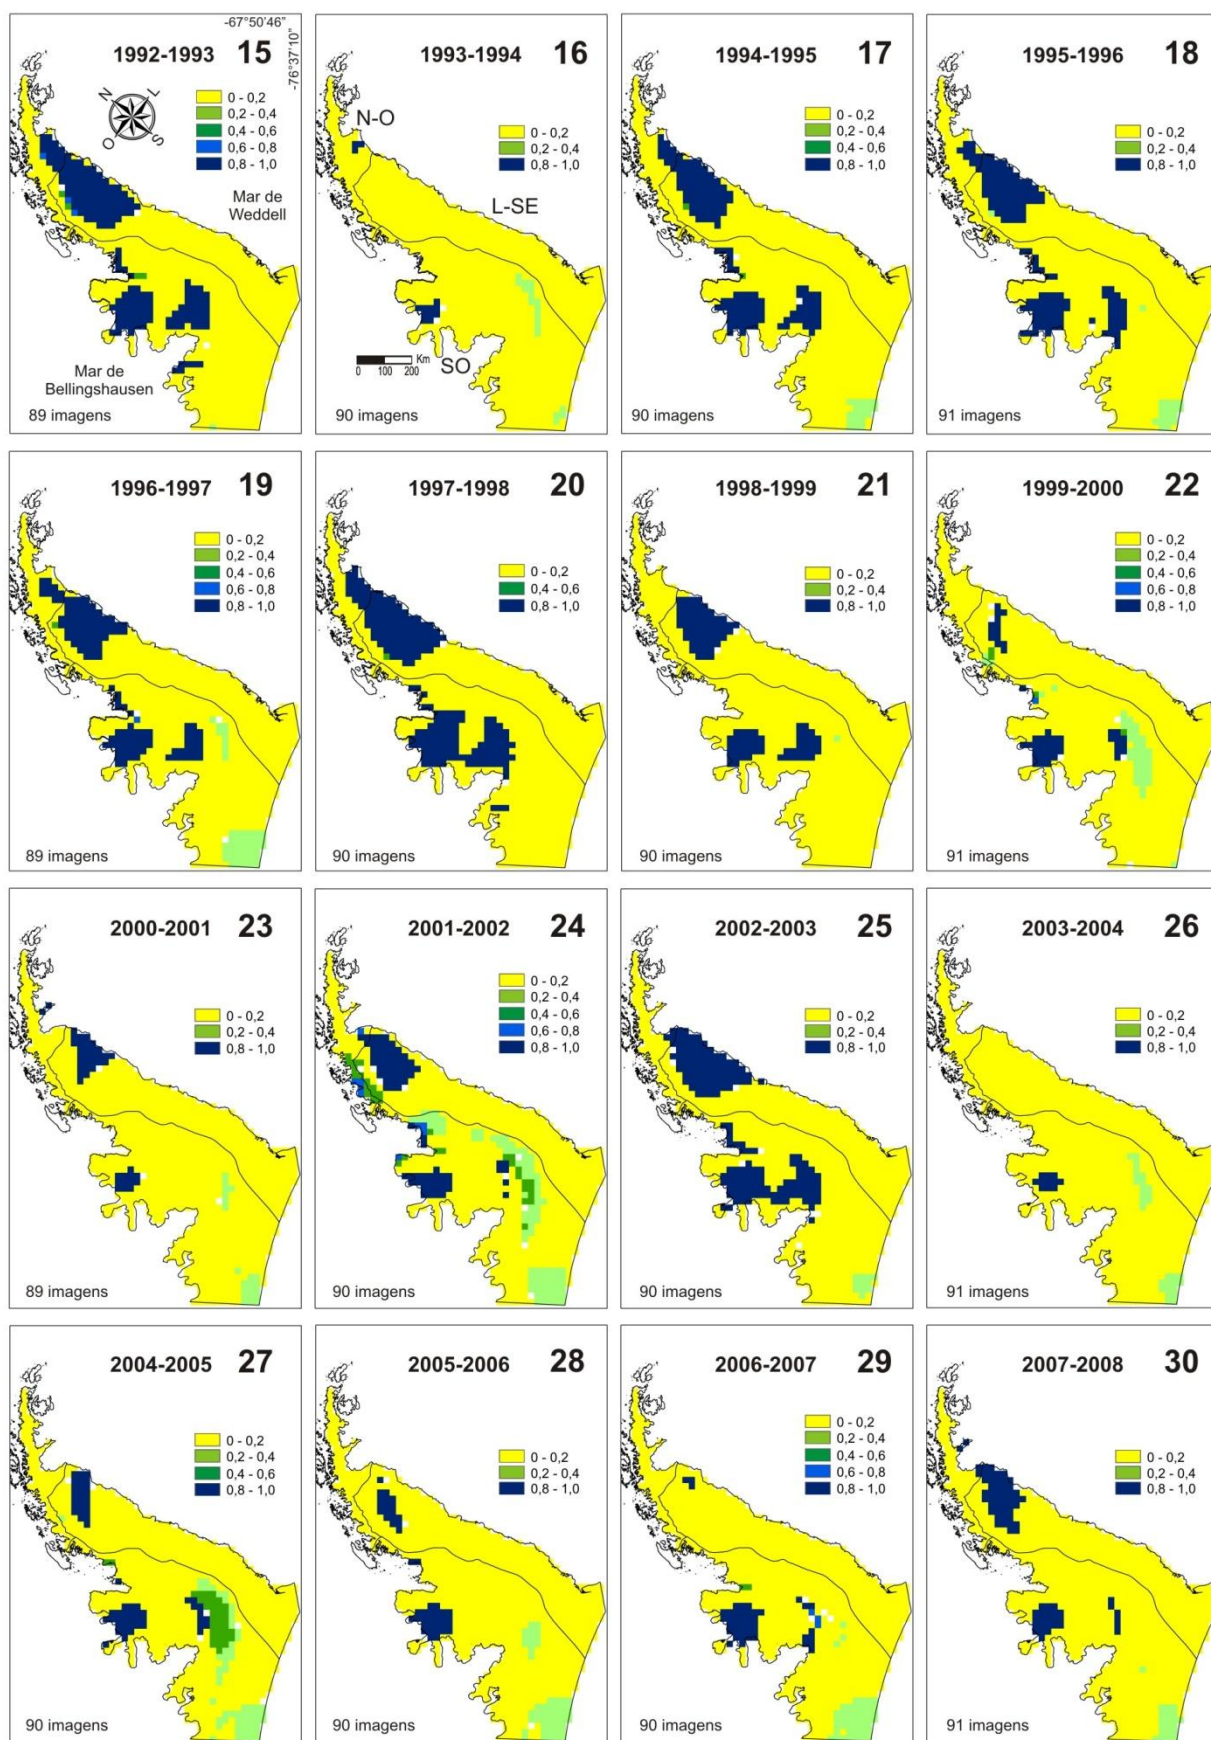 -67°50'46"
-76°37'10"
1992-1993 15
N
L
O
S
0 - 0,2
0,2 - 0,4
0,4 - 0,6
0,6 - 0,8
0,8 - 1,0
Mar de
Weddell
Mar de
Bellingshausen
89 imagens
1993-1994 16
0 - 0,2
0,2 - 0,4
0,8 - 1,0
N-O
L-SE
Km
0 100 200
SO
90 imagens
1994-1995 17
0 - 0,2
0,2 - 0,4
0,4 - 0,6
0,8 - 1,0
90 imagens
1995-1996 18
0 - 0,2
0,2 - 0,4
0,8 - 1,0
91 imagens
1996-1997 19
0 - 0,2
0,2 - 0,4
0,4 - 0,6
0,6 - 0,8
0,8 - 1,0
89 imagens
1997-1998 20
0 - 0,2
0,4 - 0,6
0,8 - 1,0
90 imagens
1998-1999 21
0 - 0,2
0,2 - 0,4
0,8 - 1,0
90 imagens
1999-2000 22
0 - 0,2
0,2 - 0,4
0,4 - 0,6
0,6 - 0,8
0,8 - 1,0
91 imagens
2000-2001 23
0 - 0,2
0,2 - 0,4
0,8 - 1,0
89 imagens
2001-2002 24
0 - 0,2
0,2 - 0,4
0,4 - 0,6
0,6 - 0,8
0,8 - 1,0
90 imagens
2002-2003 25
0 - 0,2
0,2 - 0,4
0,8 - 1,0
90 imagens
2003-2004 26
0 - 0,2
0,2 - 0,4
0,8 - 1,0
91 imagens
2004-2005 27
0 - 0,2
0,2 - 0,4
0,4 - 0,6
0,8 - 1,0
90 imagens
2005-2006 28
0 - 0,2
0,2 - 0,4
0,8 - 1,0
90 imagens
2006-2007 29
0 - 0,2
0,2 - 0,4
0,4 - 0,6
0,6 - 0,8
0,8 - 1,0
90 imagens
2007-2008 30
0 - 0,2
0,2 - 0,4
0,8 - 1,0
91 imagens